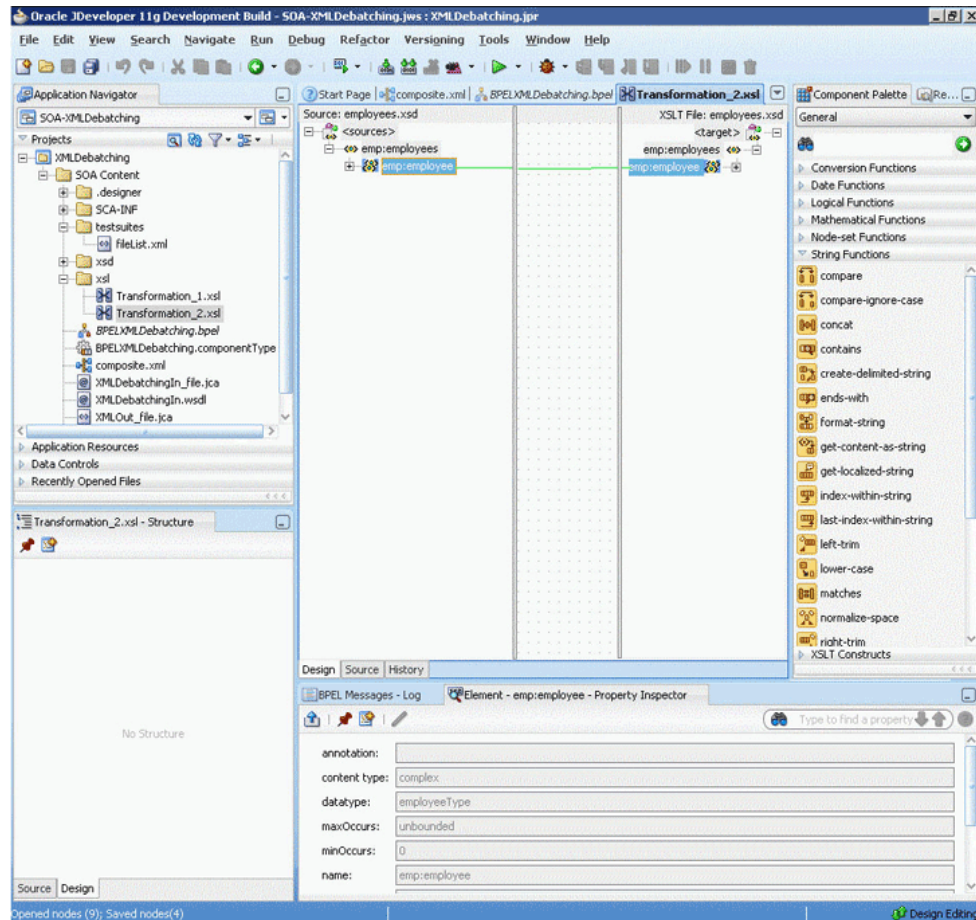 Oracle JDeveloper 11g Development Build - SOA-XMLDebatching.jws : XMLDebatching.jpr
File Edit View Search Navigate Run Debug Refactor Versioning Tools Window Help
Application Navigator
SOA-XMLDebatching
Projects
XMLDebatching
SOA Content
.designer
SCA-INF
testsuites
fileList.xml
xsd
xsl
Transformation_1.xsl
Transformation_2.xsl
BPELXMLDebatching.bpel
BPELXMLDebatching.componentType
composite.xml
XMLDebatchingIn_file.jca
XMLDebatchingIn.wsdl
XMLOut_file.jca
Application Resources
Data Controls
Recently Opened Files
Transformation_2.xsl - Structure
No Structure
Source Design
Start Page composite.xml BPELXMLDebatching.bpel Transformation_2.xsl
Source: employees.xsd XSLT File: employees.xsd
<sources> <target>
emp:employees emp:employees
emp:employee emp:employee
Design Source History
Component Palette Re...
General
Conversion Functions
Date Functions
Logical Functions
Mathematical Functions
Node-set Functions
String Functions
compare
compare-ignore-case
concat
contains
create-delimited-string
ends-with
format-string
get-content-as-string
get-localized-string
index-within-string
last-index-within-string
left-trim
lower-case
matches
normalize-space
right-trim
XSLT Constructs
BPEL Messages - Log Element - emp:employee - Property Inspector
Type to find a property
annotation:
content type: complex
datatype: employeeType
maxOccurs: unbounded
minOccurs: 0
name: emp:employee
Opened nodes (9); Saved nodes(4) Design Editing